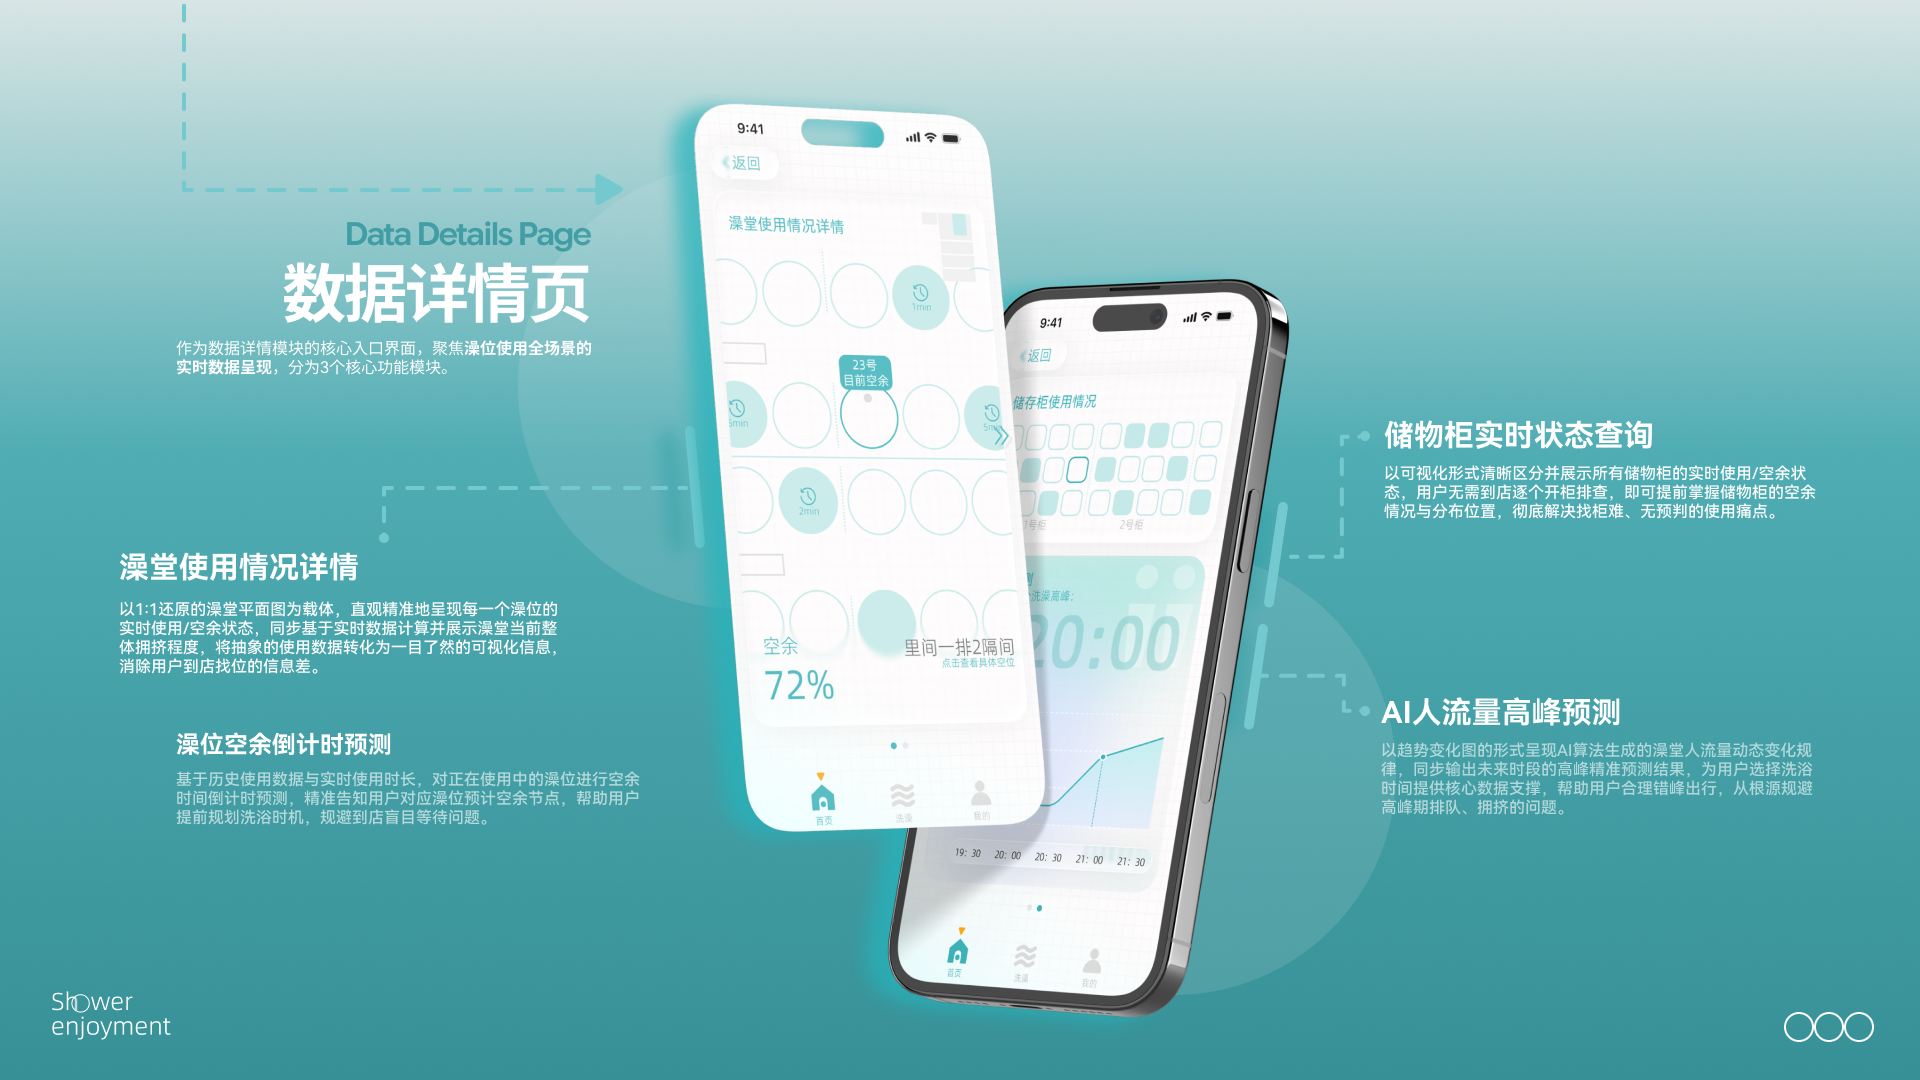 Data Details Page
数据详情页
作为数据详情模块的核心入口界面，聚焦澡位使用全场景的
实时数据呈现，分为3个核心功能模块。
澡堂使用情况详情
以1:1还原的澡堂平面图为载体，直观精准地呈现每一个澡位的
实时使用/空余状态，同步基于实时数据计算并展示澡堂当前整
体拥挤程度，将抽象的使用数据转化为一目了然的可视化信息，
消除用户到店找位的信息差。
澡位空余倒计时预测
基于历史使用数据与实时使用时长，对正在使用中的澡位进行空余
时间倒计时预测，精准告知用户对应澡位预计空余节点，帮助用户
提前规划洗浴时机，规避到店盲目等待问题。
9:41
返回
澡堂使用情况详情
1min
23号
目前空余
5min
5min
2min
空余
72%
里间一排2隔间
点击查看具体空位
首页
洗澡
我的
9:41
返回
储存柜使用情况
1号柜
2号柜
测
洗澡高峰：
20:00
19: 30
20: 00
20: 30
21: 00
21: 30
首页
洗澡
我的
储物柜实时状态查询
以可视化形式清晰区分并展示所有储物柜的实时使用/空余状
态，用户无需到店逐个开柜排查，即可提前掌握储物柜的空余
情况与分布位置，彻底解决找柜难、无预判的使用痛点。
AI人流量高峰预测
以趋势变化图的形式呈现AI算法生成的澡堂人流量动态变化规
律，同步输出未来时段的高峰精准预测结果，为用户选择洗浴
时间提供核心数据支撑，帮助用户合理错峰出行，从根源规避
高峰期排队、拥挤的问题。
Shower
enjoyment